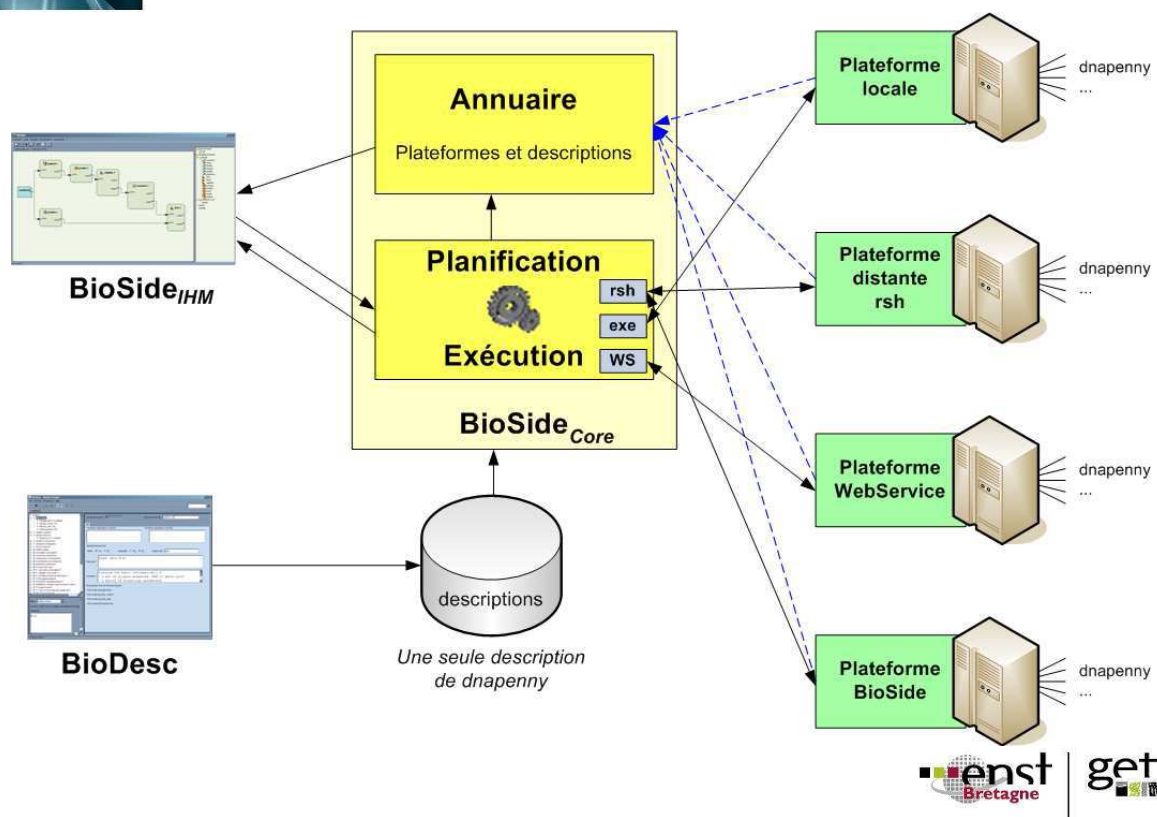 Annuaire
Plateformes et descriptions
Planification
Exécution
rsh
exe
WS
BioSide Core
BioSide IHM
BioDesc
descriptions
Une seule description
de dnapenny
Plateforme
locale
dnapenny
...
Plateforme
distante
rsh
dnapenny
...
Plateforme
WebService
dnapenny
...
Plateforme
BioSide
dnapenny
...
enst
Bretagne
get